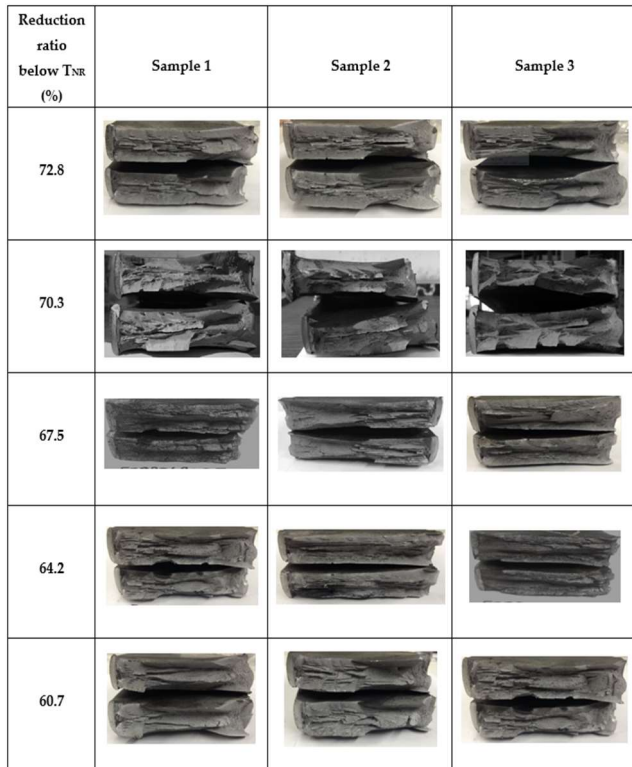 Reduction
ratio
below TNR
(%)
Sample 1
Sample 2
Sample 3
72.8
70.3
67.5
64.2
60.7